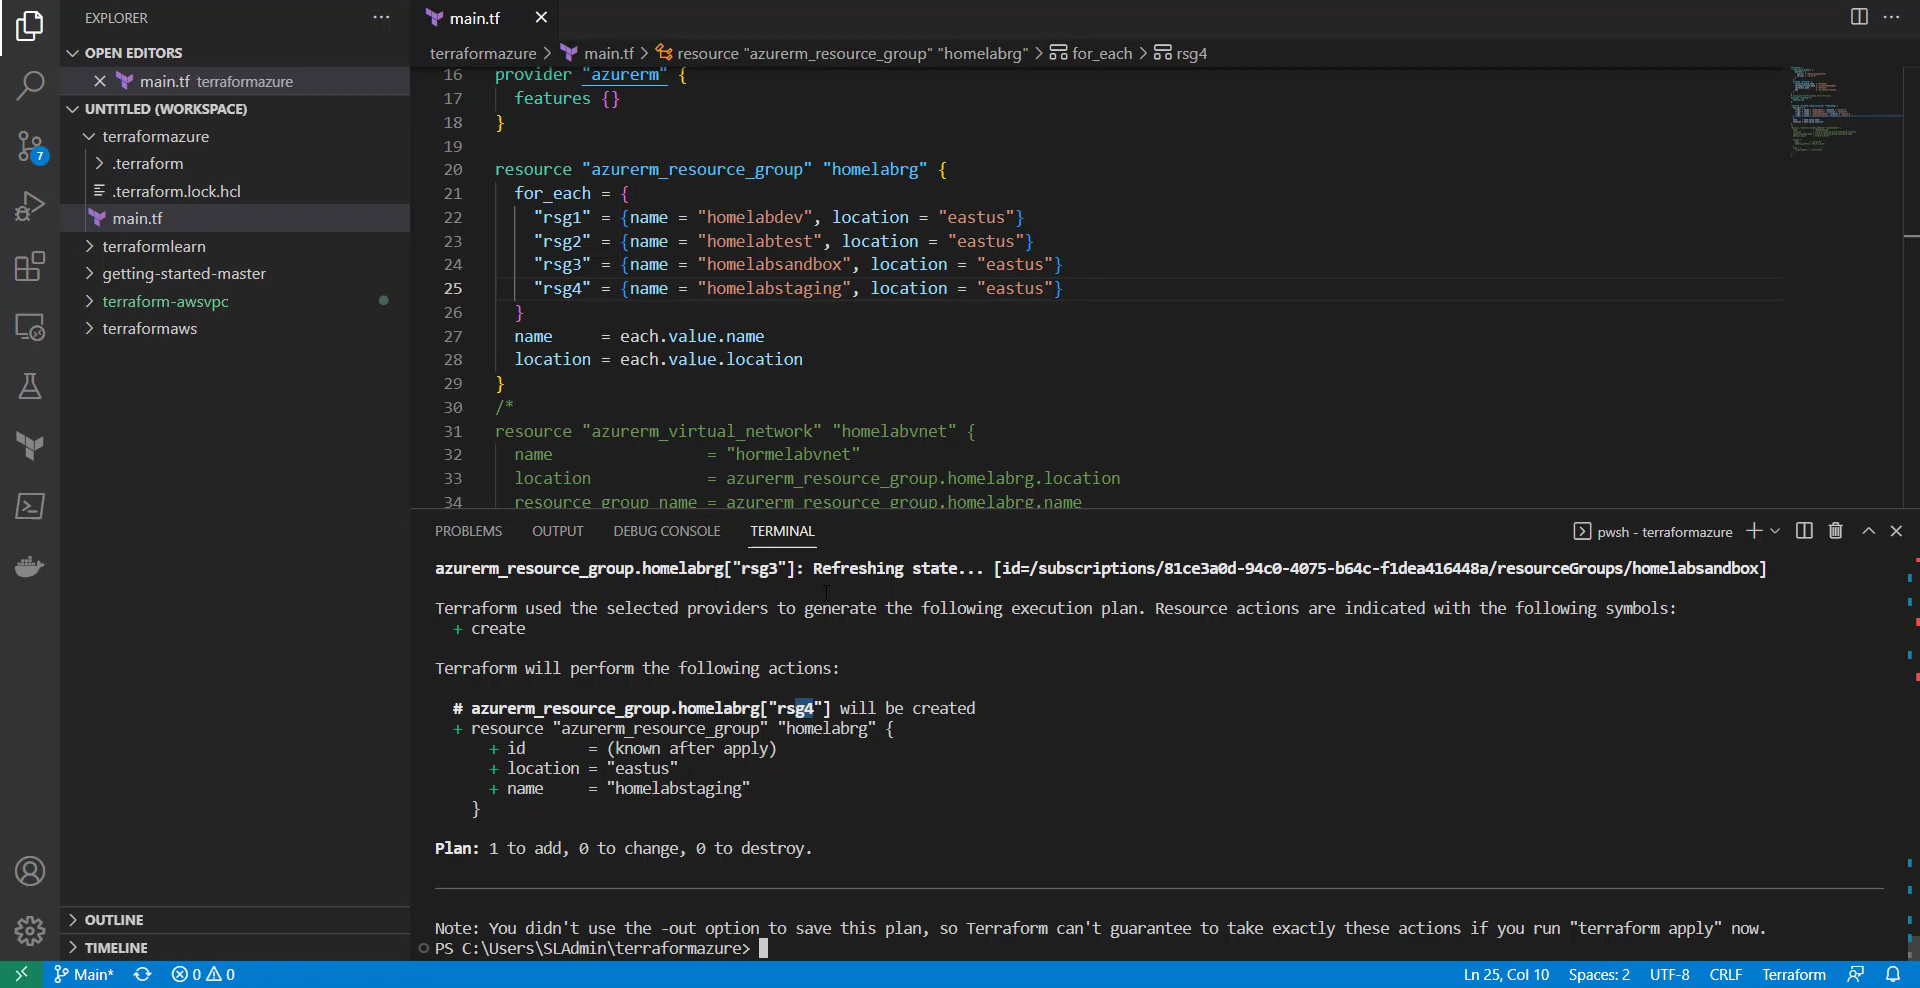 EXPLORER
OPEN EDITORS
main.tf terraformazure
UNTITLED (WORKSPACE)
terraformazure
.terraform
.terraform.lock.hcl
main.tf
terraformlearn
getting-started-master
terraform-awsvpc
terraformaws
OUTLINE
TIMELINE
7
main.tf
terraformazure > main.tf > resource "azurerm_resource_group" "homelabrg" > for_each > rsg4
16 provider "azurerm" {
17 features {}
18 }
19
20 resource "azurerm_resource_group" "homelabrg" {
21 for_each = {
22 "rsg1" = {name = "homelabdev", location = "eastus"}
23 "rsg2" = {name = "homelabtest", location = "eastus"}
24 "rsg3" = {name = "homelabsandbox", location = "eastus"}
25 "rsg4" = {name = "homelabstaging", location = "eastus"}
26 }
27 name = each.value.name
28 location = each.value.location
29 }
30 /*
31 resource "azurerm_virtual_network" "homelabvnet" {
32 name = "hormelabvnet"
33 location = azurerm_resource_group.homelabrg.location
34 resource_group_name = azurerm_resource_group.homelabrg.name
PROBLEMS OUTPUT DEBUG CONSOLE TERMINAL
pwsh - terraformazure
azurerm_resource_group.homelabrg["rsg3"]: Refreshing state... [id=/subscriptions/81ce3a0d-94c0-4075-b64c-f1dea416448a/resourceGroups/homelabsandbox]
Terraform used the selected providers to generate the following execution plan. Resource actions are indicated with the following symbols:
+ create
Terraform will perform the following actions:
# azurerm_resource_group.homelabrg["rsg4"] will be created
+ resource "azurerm_resource_group" "homelabrg" {
+ id = (known after apply)
+ location = "eastus"
+ name = "homelabstaging"
}
Plan: 1 to add, 0 to change, 0 to destroy.
Note: You didn't use the -out option to save this plan, so Terraform can't guarantee to take exactly these actions if you run "terraform apply" now.
PS C:\Users\SLAdmin\terraformazure>
Main* 0 0
Ln 25, Col 10 Spaces: 2 UTF-8 CRLF Terraform